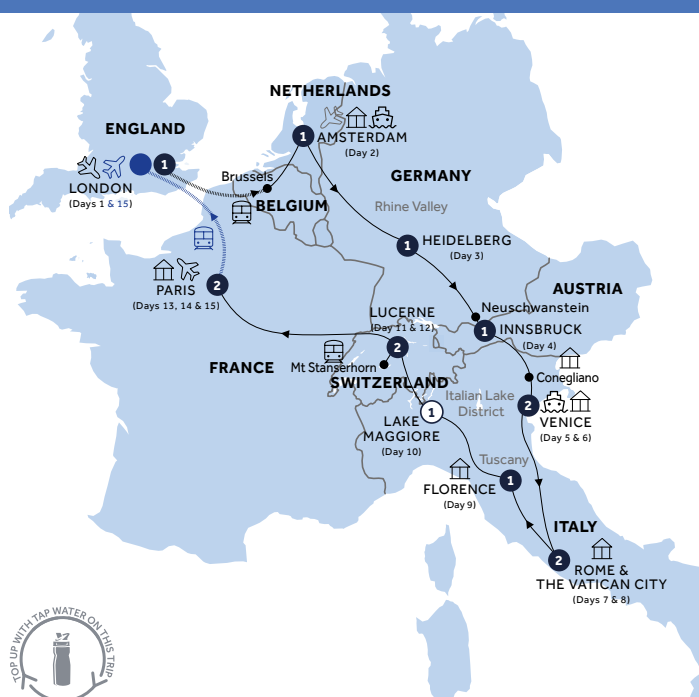 NETHERLANDS
1
AMSTERDAM
(Day 2)
ENGLAND
1
LONDON
(Days 1 & 15)
Brussels
BELGIUM
GERMANY
Rhine Valley
1
HEIDELBERG
(Day 3)
2
PARIS
(Days 13, 14 & 15)
AUSTRIA
Neuschwanstein
1
INNSBRUCK
(Day 4)
LUCERNE
(Day 11 & 12)
2
FRANCE
Mt Stanserhorn
SWITZERLAND
Conegliano
Italian Lake
District
2
VENICE
(Day 5 & 6)
1
LAKE
MAGGIORE
(Day 10)
Tuscany
1
FLORENCE
(Day 9)
ITALY
2
ROME &
THE VATICAN CITY
(Days 7 & 8)
TOP UP WITH TAP WATER ON THIS TRIP